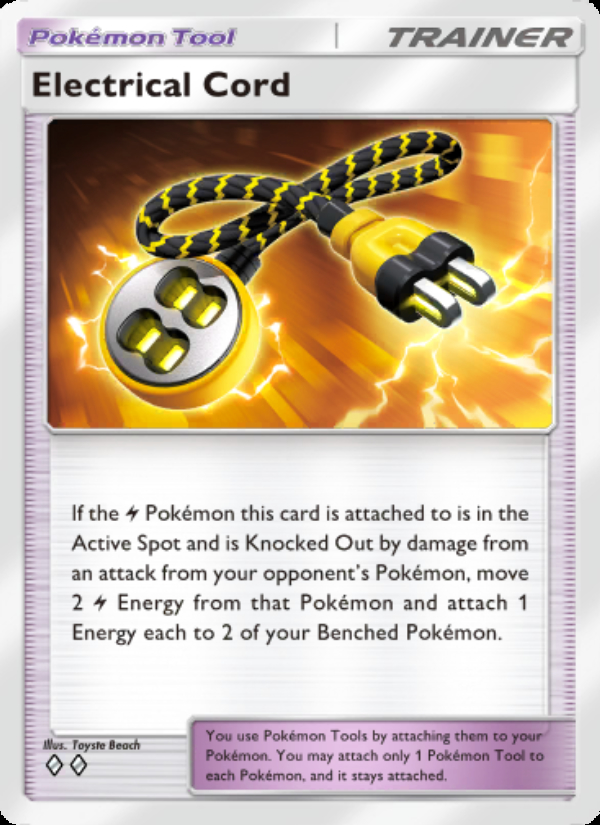 Pokémon Tool
TRAINER
Electrical Cord
If the Pokémon this card is attached to is in the
Active Spot and is Knocked Out by damage from
an attack from your opponent's Pokémon, move
2 Energy from that Pokémon and attach 1
Energy each to 2 of your Benched Pokémon.
Illus. Toyste Beach
You use Pokémon Tools by attaching them to your
Pokémon. You may attach only 1 Pokémon Tool to
each Pokémon, and it stays attached.